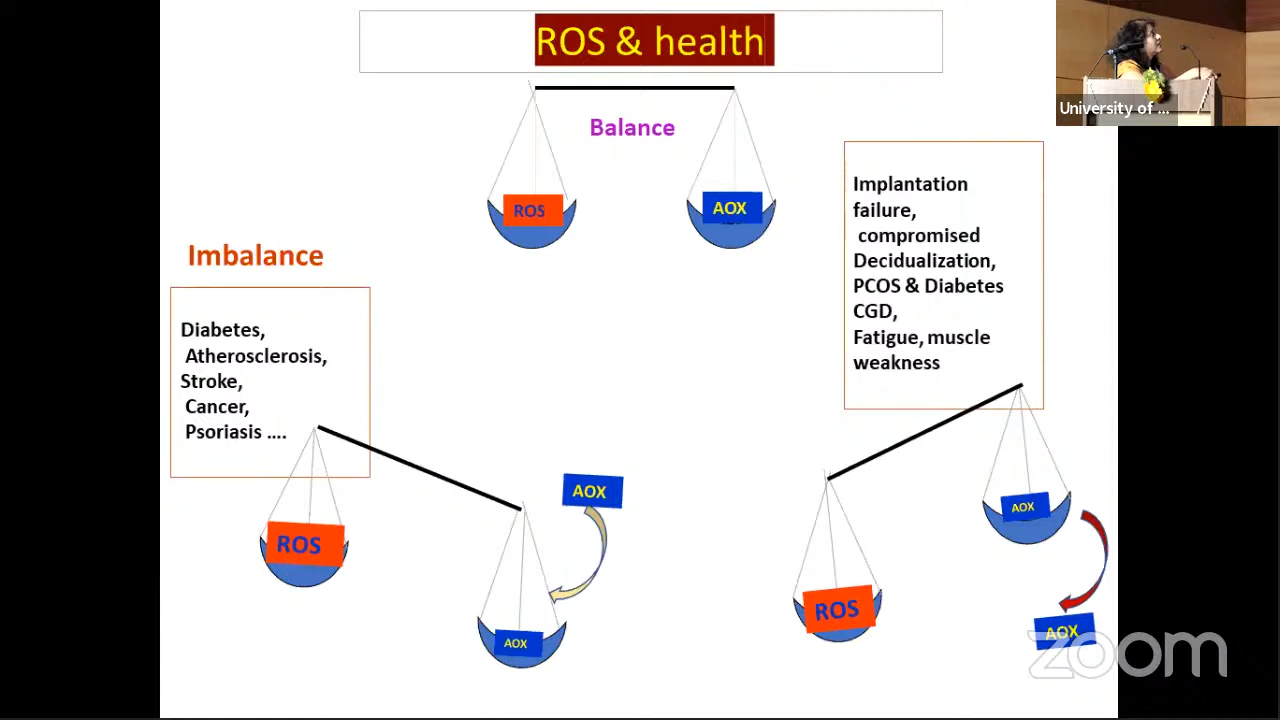 ROS & health
University of ...
Balance
ROS
AOX
Imbalance
Diabetes,
Atherosclerosis,
Stroke,
Cancer,
Psoriasis ....
Implantation
failure,
compromised
Decidualization,
PCOS & Diabetes
CGD,
Fatigue, muscle
weakness
AOX
ROS
AOX
AOX
ROS
AOX
zoom